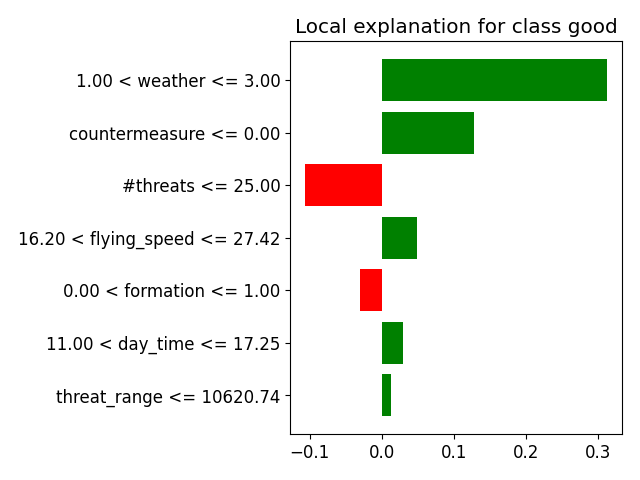 Local explanation for class good
1.00 < weather <= 3.00
countermeasure <= 0.00
#threats <= 25.00
16.20 < flying_speed <= 27.42
0.00 < formation <= 1.00
11.00 < day_time <= 17.25
threat_range <= 10620.74
−0.1 0.0 0.1 0.2 0.3